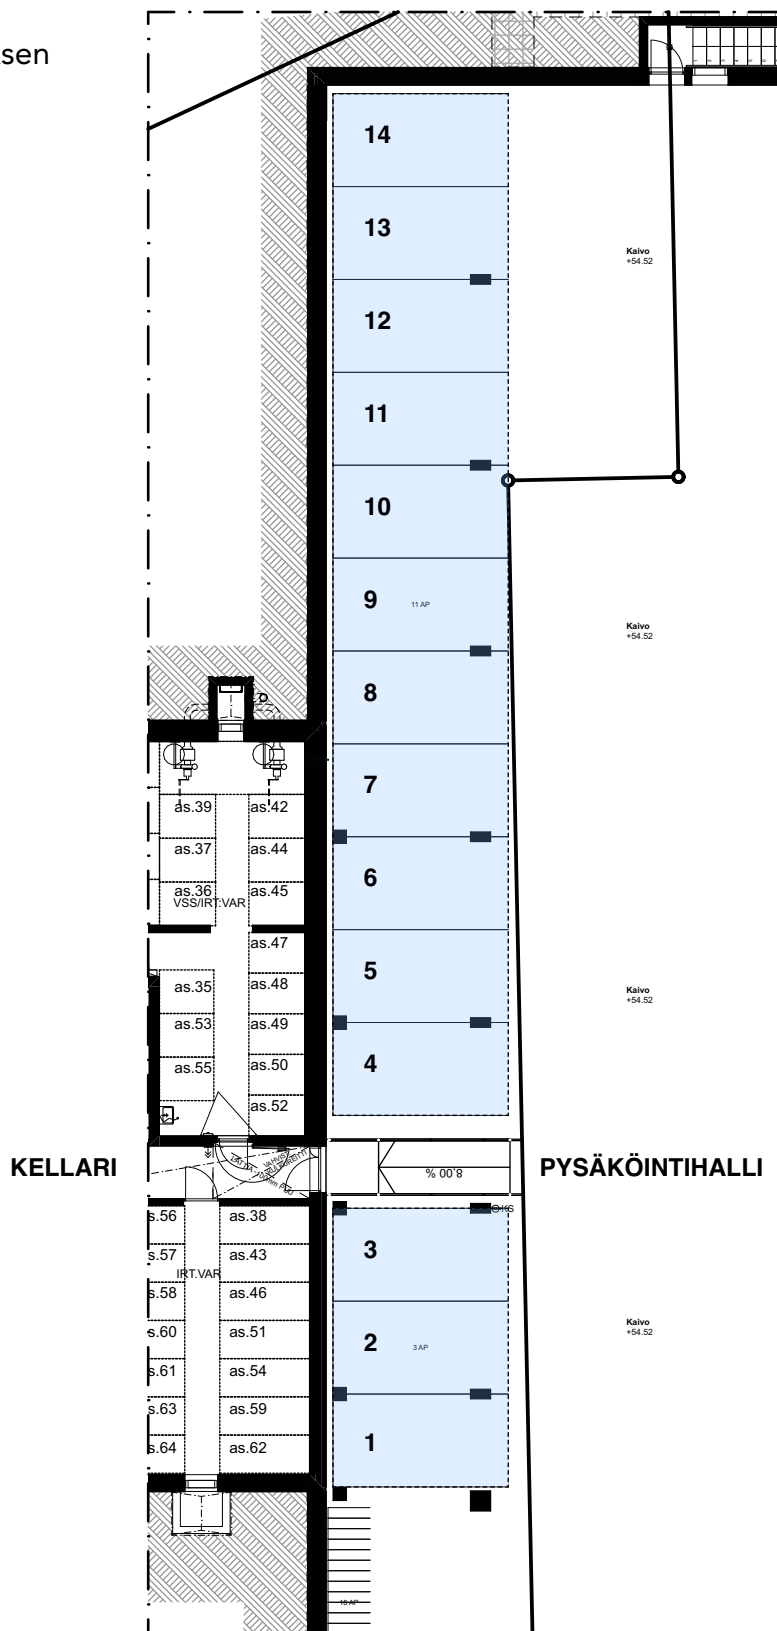 sen
14
13
Kaivo
+54.52
12
11
10
9
11 AP
Kaivo
+54.52
8
7
as.39
as.42
as.37
as.44
6
as.36
as.45
VSS/IRT.VAR
as.47
5
as.35
as.48
Kaivo
+54.52
as.53
as.49
4
as.55
as.50
as.52
KELLARI
8,00 %
PYSÄKÖINTIHALLI
s.56
as.38
s.57
as.43
3
IRT.VAR
s.58
as.46
s.60
as.51
2
3 AP
Kaivo
+54.52
s.61
as.54
s.63
as.59
1
s.64
as.62
18 AP